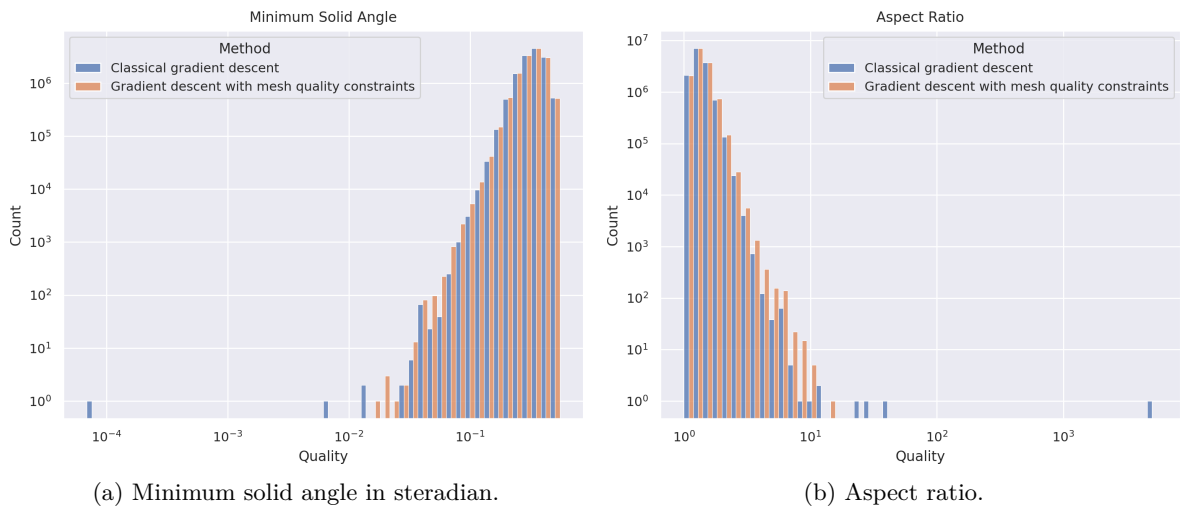 Minimum Solid Angle
Method
Classical gradient descent
Gradient descent with mesh quality constraints
Count
10⁶
10⁵
10⁴
10³
10²
10¹
10⁰
10⁻⁴ 10⁻³ 10⁻² 10⁻¹
Quality
(a) Minimum solid angle in steradian.
Aspect Ratio
Method
Classical gradient descent
Gradient descent with mesh quality constraints
Count
10⁷
10⁶
10⁵
10⁴
10³
10²
10¹
10⁰
10⁰ 10¹ 10² 10³
Quality
(b) Aspect ratio.